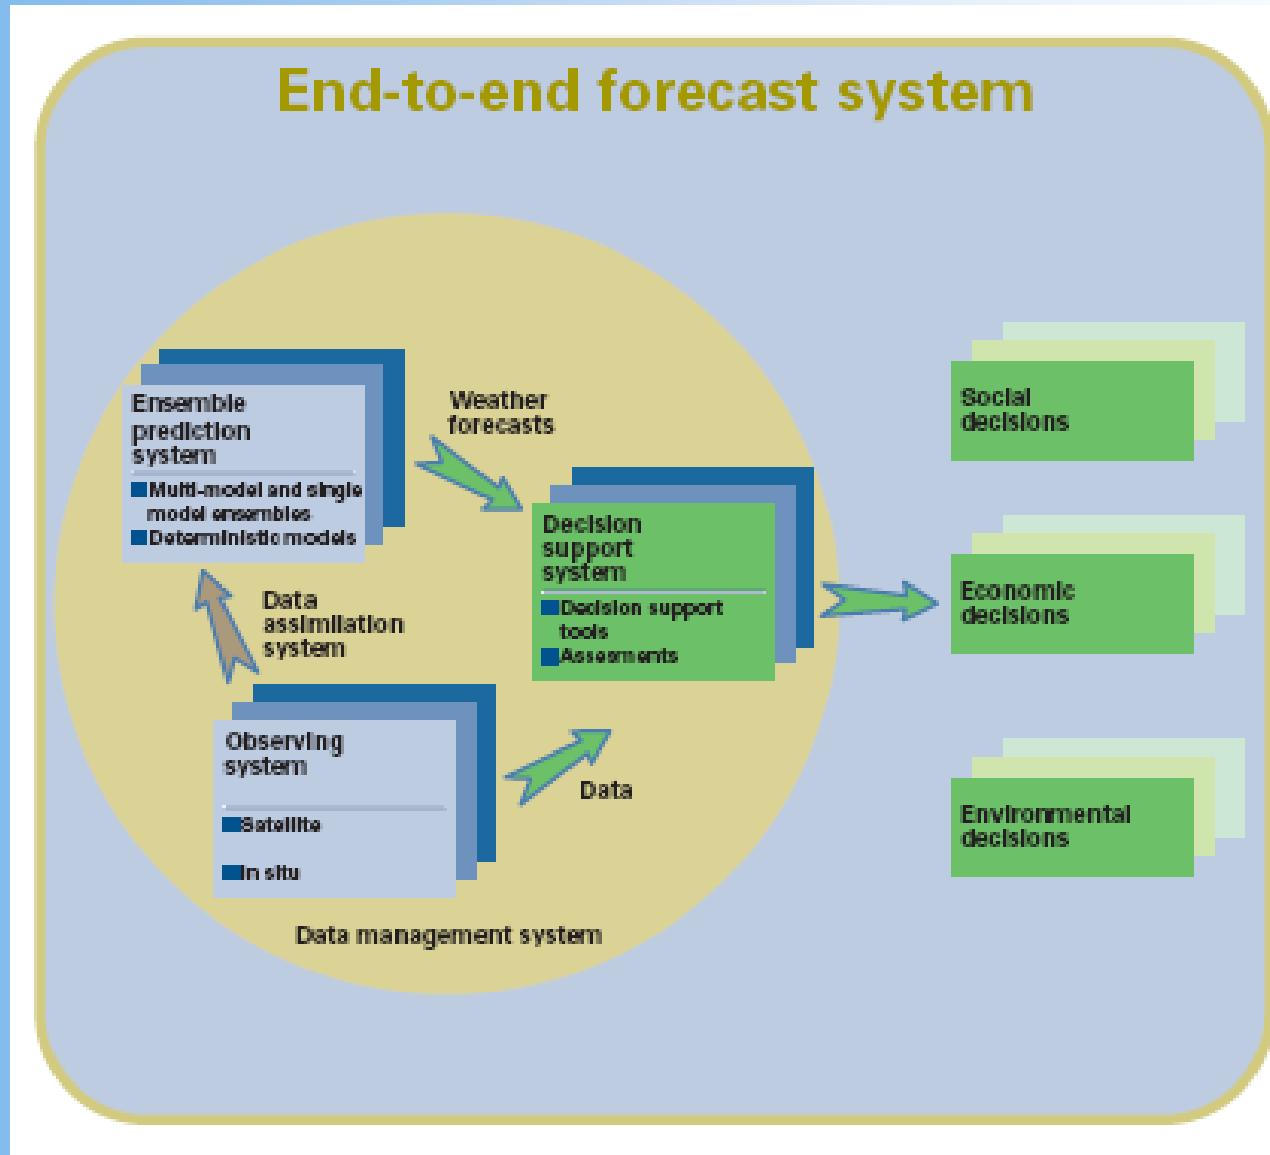 End-to-end forecast system
Ensemble
prediction
system
Multi-model and single
model ensembles
Deterministic models
Weather
forecasts
Decision
support
system
Decision support
tools
Assesments
Data
assimilation
system
Observing
system
Satellite
In situ
Data
Data management system
Social
decisions
Economic
decisions
Environmental
decisions